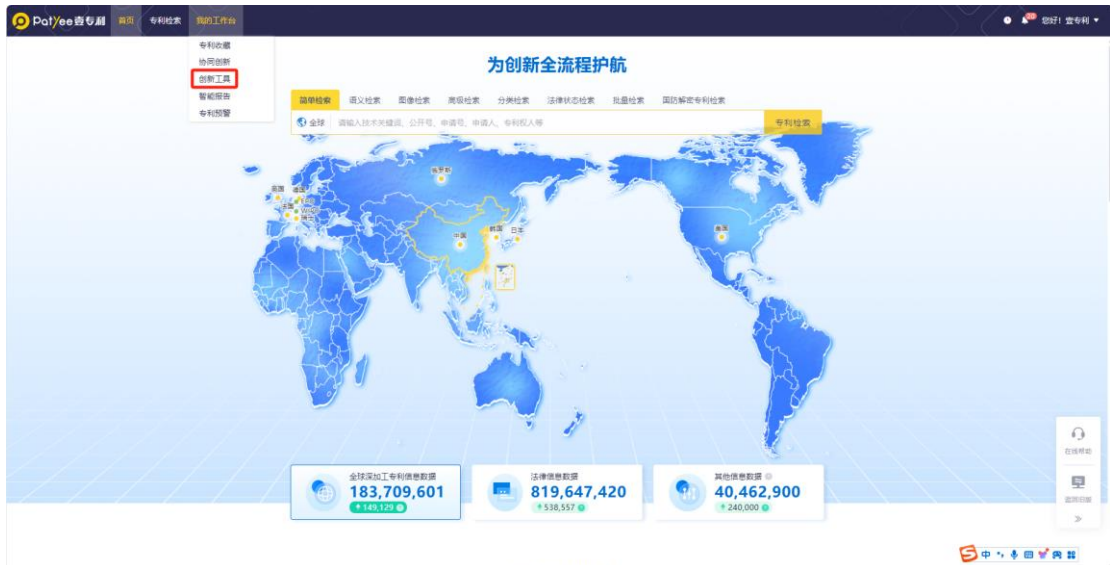 Patyee壹专利 首页 专利检索 我的工作台 20 您好！壹专利
专利收藏
协同创新
创新工具
智能报告
专利预警
为创新全流程护航
简单检索 语义检索 图像检索 高级检索 分类检索 法律状态检索 批量检索 国防解密专利检索
全球 请输入技术关键词、公开号、申请号、申请人、专利权人等 专利检索
俄罗斯
英国 德国
法国
中国 韩国 日本
美国
全球深加工专利信息数据
183,709,601
149,129
法律信息数据
819,647,420
538,557
其他信息数据
40,462,900
240,000
在线帮助
返回旧版
中